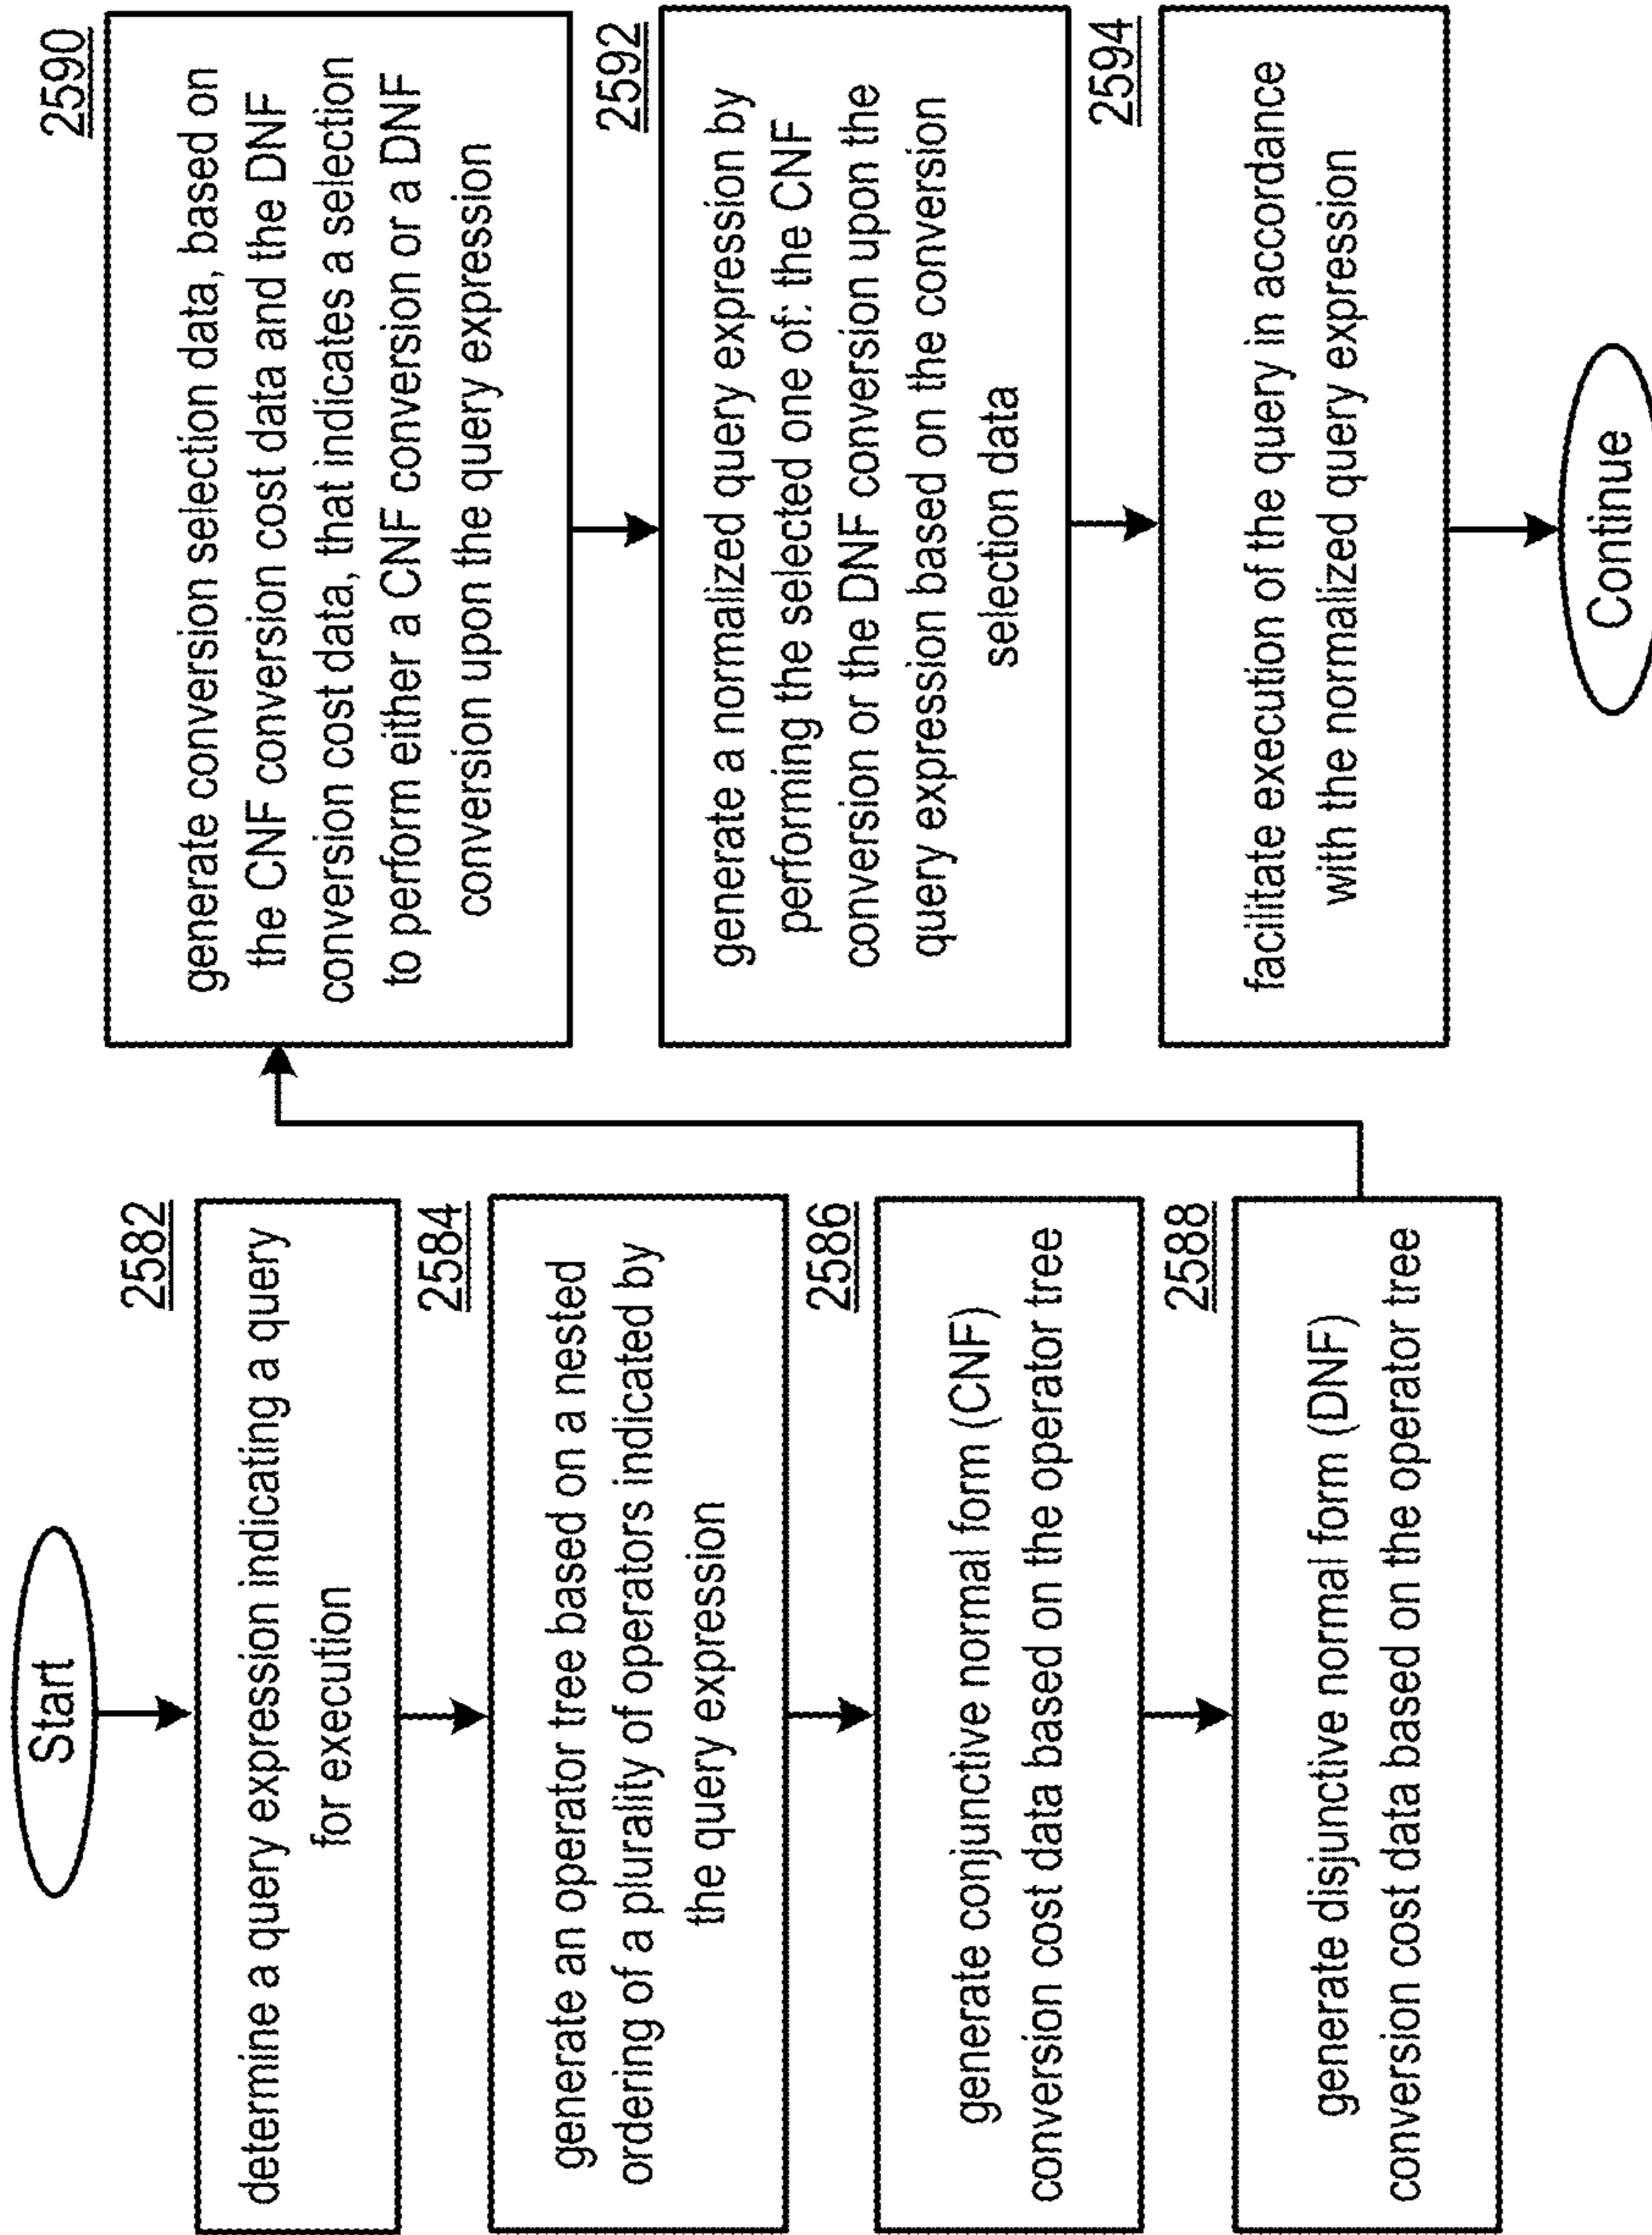 Start
2582
determine a query expression indicating a query
for execution
2584
generate an operator tree based on a nested
ordering of a plurality of operators indicated by
the query expression
2586
generate conjunctive normal form (CNF)
conversion cost data based on the operator tree
2588
generate disjunctive normal form (DNF)
conversion cost data based on the operator tree
2590
generate conversion selection data, based on
the CNF conversion cost data and the DNF
conversion cost data, that indicates a selection
to perform either a CNF conversion or a DNF
conversion upon the query expression
2592
generate a normalized query expression by
performing the selected one of: the CNF
conversion or the DNF conversion upon the
query expression based on the conversion
selection data
2594
facilitate execution of the query in accordance
with the normalized query expression
Continue